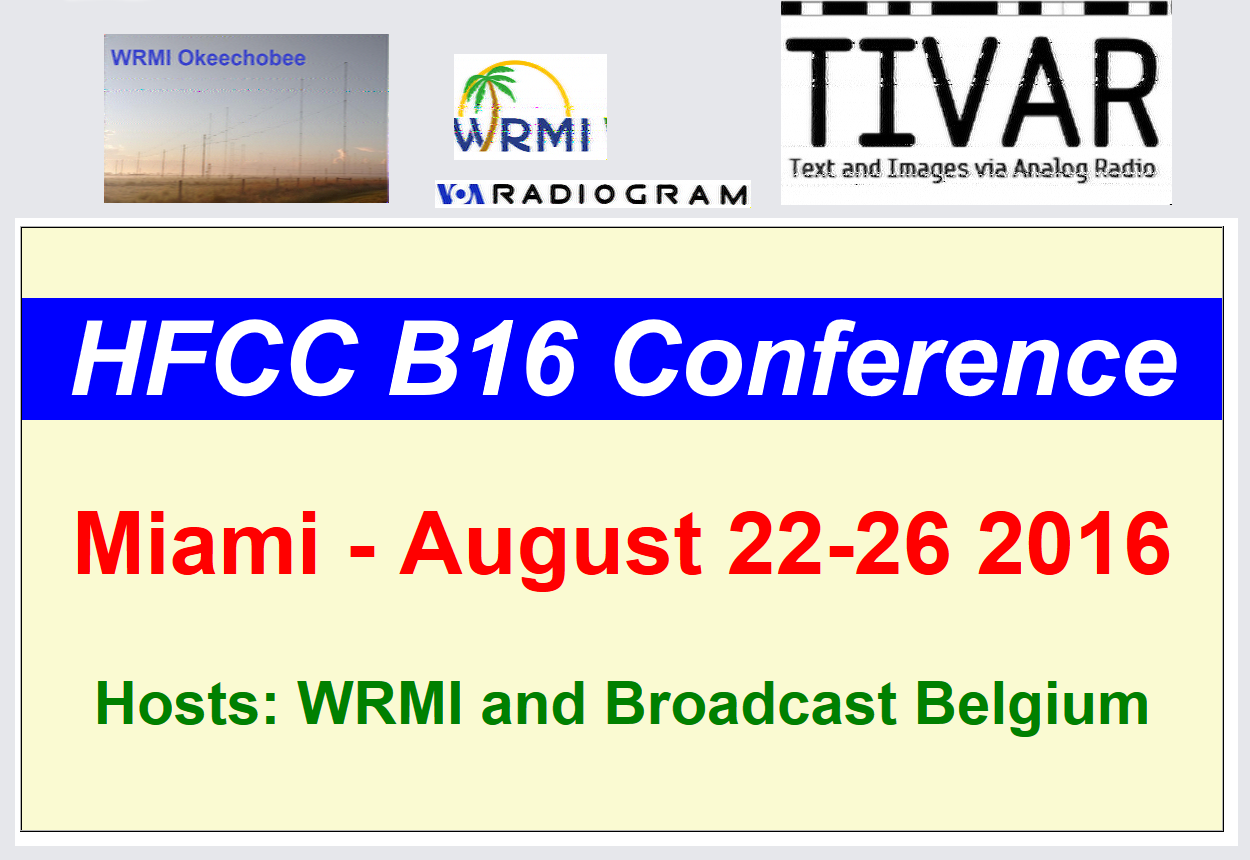 WRMI Okeechobee
WRMI
VOA RADIOGRAM
TIVAR
Text and Images via Analog Radio
HFCC B16 Conference
Miami - August 22-26 2016
Hosts: WRMI and Broadcast Belgium